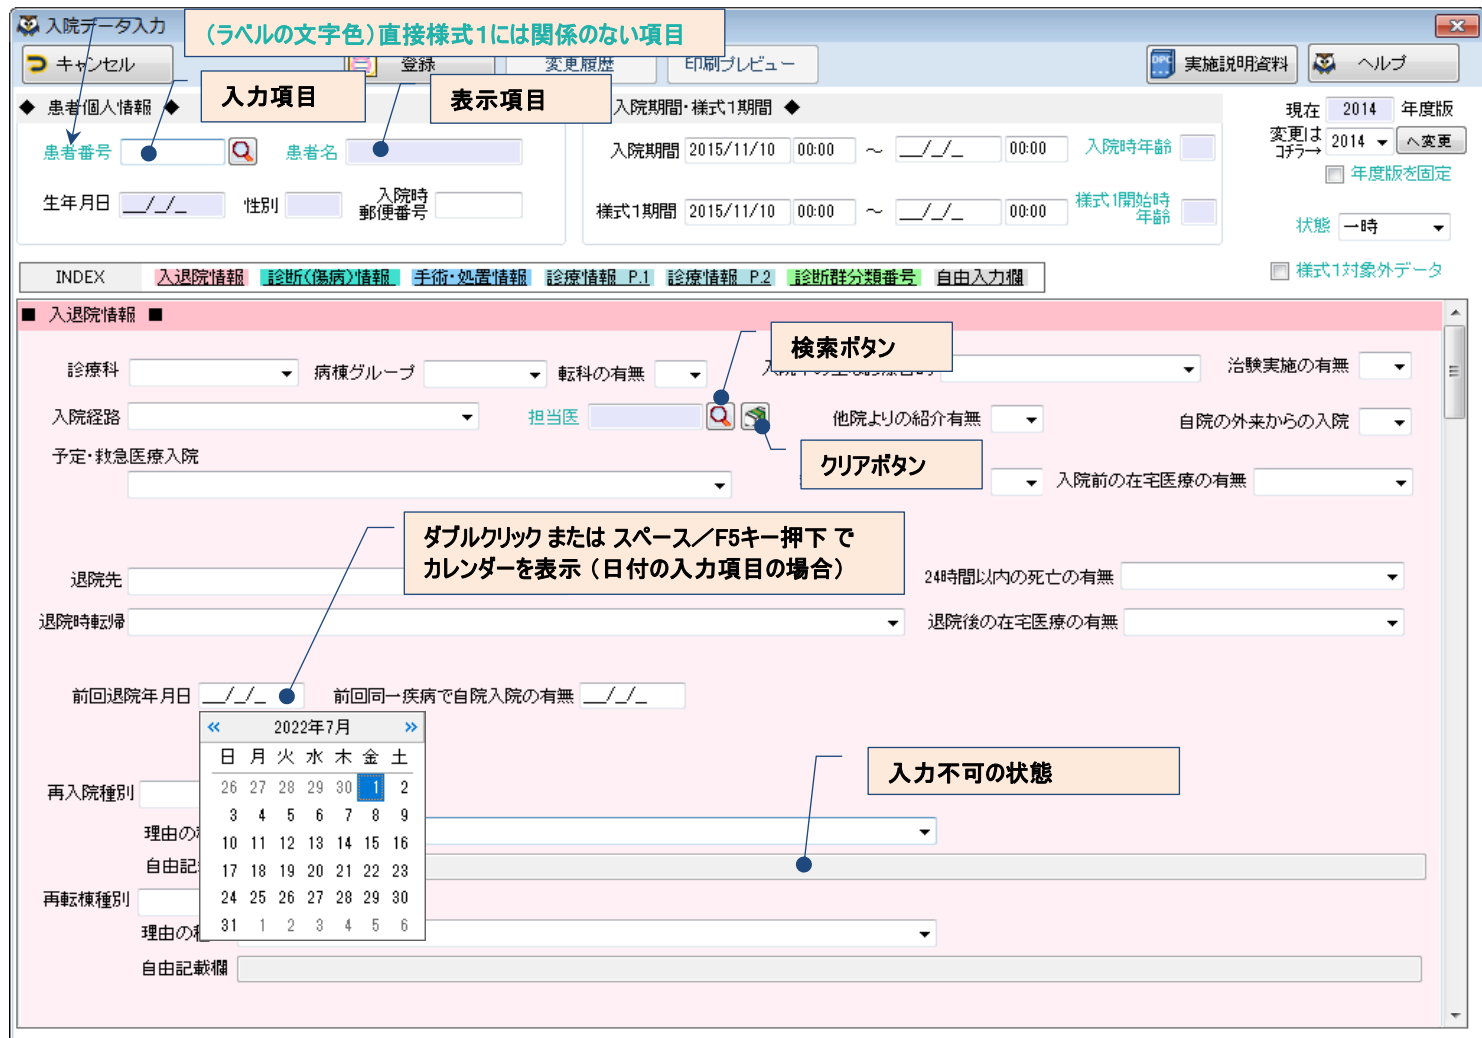 入院データ入力
（ラベルの文字色）直接様式1には関係のない項目
キャンセル
登録
変更履歴
印刷プレビュー
実施説明資料
ヘルプ
入力項目
表示項目
◆ 患者個人情報 ◆
入院期間・様式1期間 ◆
現在 2014 年度版
変更は
コチラ→ 2014 へ変更
年度版を固定
患者番号
患者名
入院期間 2015/11/10 00:00 ～ __/_/_ 00:00 入院時年齢
生年月日 __/_/_ 性別
入院時
郵便番号
様式1期間 2015/11/10 00:00 ～ __/_/_ 00:00
様式1開始時
年齢
状態 一時
様式1対象外データ
INDEX 入退院情報 診断(傷病)情報 手術・処置情報 診療情報 P.1 診療情報 P.2 診断群分類番号 自由入力欄
■ 入退院情報 ■
検索ボタン
診療科 病棟グループ 転科の有無 治験実施の有無
入院経路 担当医 他院よりの紹介有無 自院の外来からの入院
予定・救急医療入院
クリアボタン
入院前の在宅医療の有無
ダブルクリック または スペース／F5キー押下 で
カレンダーを表示（日付の入力項目の場合）
退院先 24時間以内の死亡の有無
退院時転帰 退院後の在宅医療の有無
前回退院年月日 __/_/_ 前回同一疾病で自院入院の有無 __/_/_
« 2022年7月 »
日 月 火 水 木 金 土
26 27 28 29 30 1 2
3 4 5 6 7 8 9
10 11 12 13 14 15 16
17 18 19 20 21 22 23
24 25 26 27 28 29 30
31 1 2 3 4 5 6
入力不可の状態
再入院種別
理由の
自由記
再転棟種別
理由の
自由記載欄